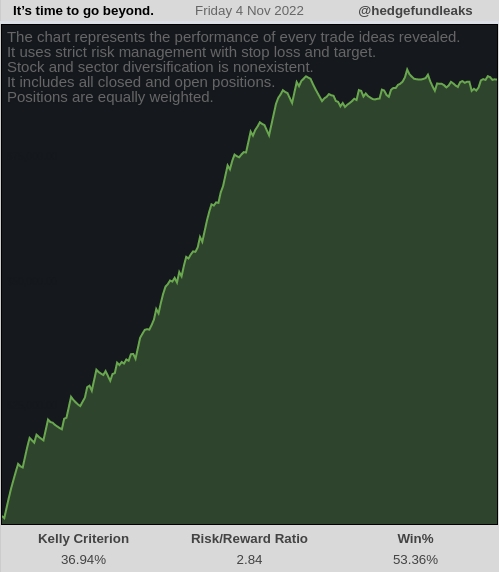 It's time to go beyond. Friday 4 Nov 2022 @hedgefundleaks
The chart represents the performance of every trade ideas revealed.
It uses strict risk management with stop loss and target.
Stock and sector diversification is nonexistent.
It includes all closed and open positions.
Positions are equally weighted.
Kelly Criterion Risk/Reward Ratio Win%
36.94% 2.84 53.36%